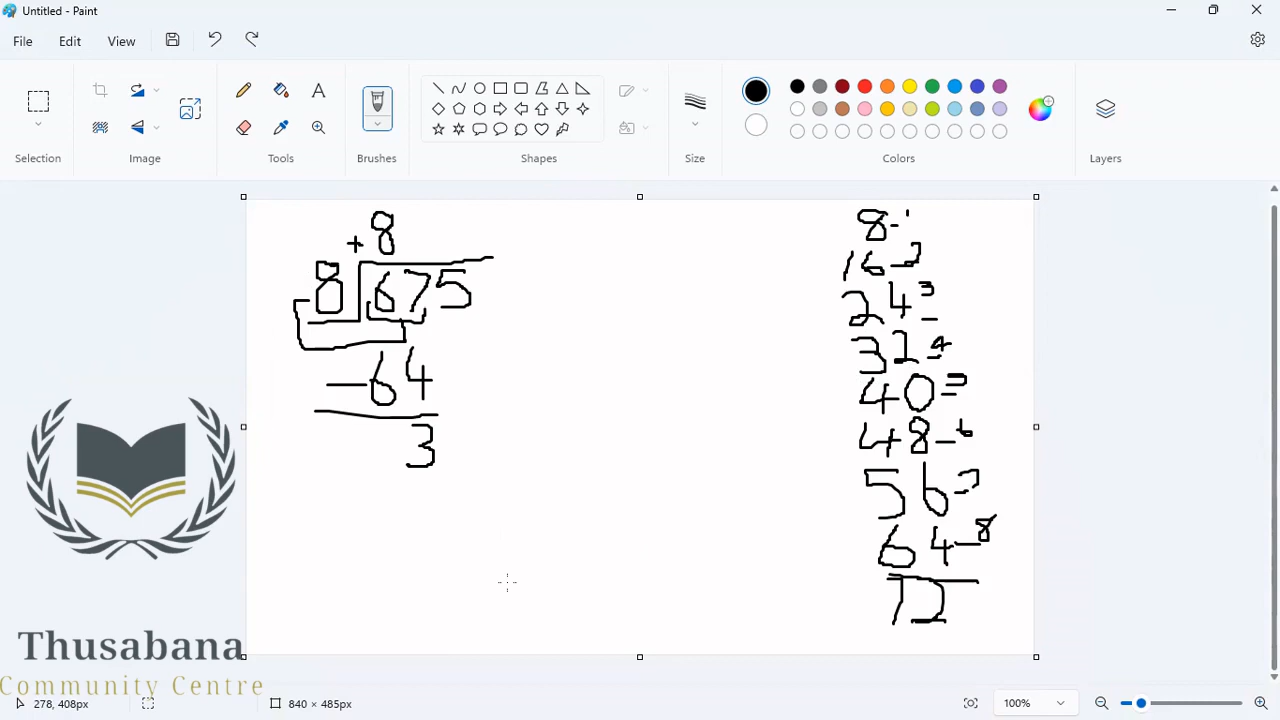 Untitled - Paint
File Edit View
Selection Image Tools Brushes Shapes Size Colors Layers
+ 8
8 675
-64
3
8-1
16-2
24-3
32-4
40=5
48-6
56-7
64-8
72
Thusabana
Community Centre
278, 408px 840 × 485px 100%